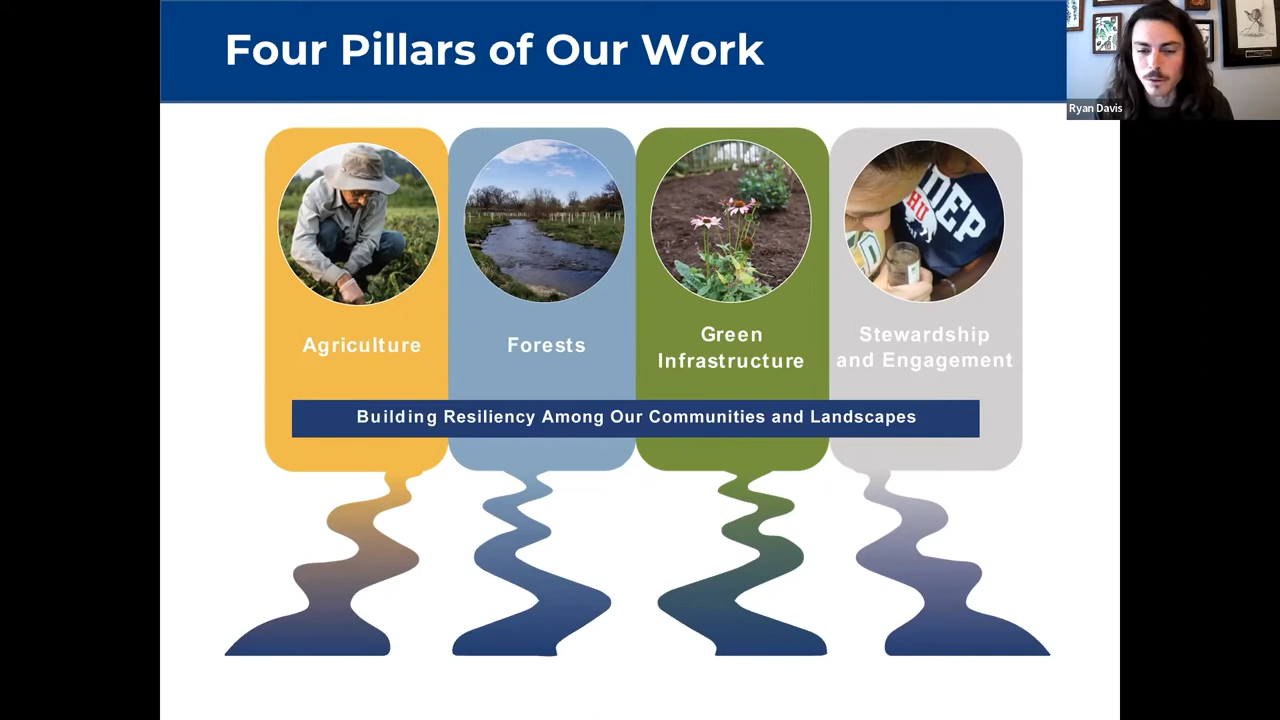 Four Pillars of Our Work
Ryan Davis
Agriculture
Forests
Green
Infrastructure
Stewardship
and Engagement
Building Resiliency Among Our Communities and Landscapes